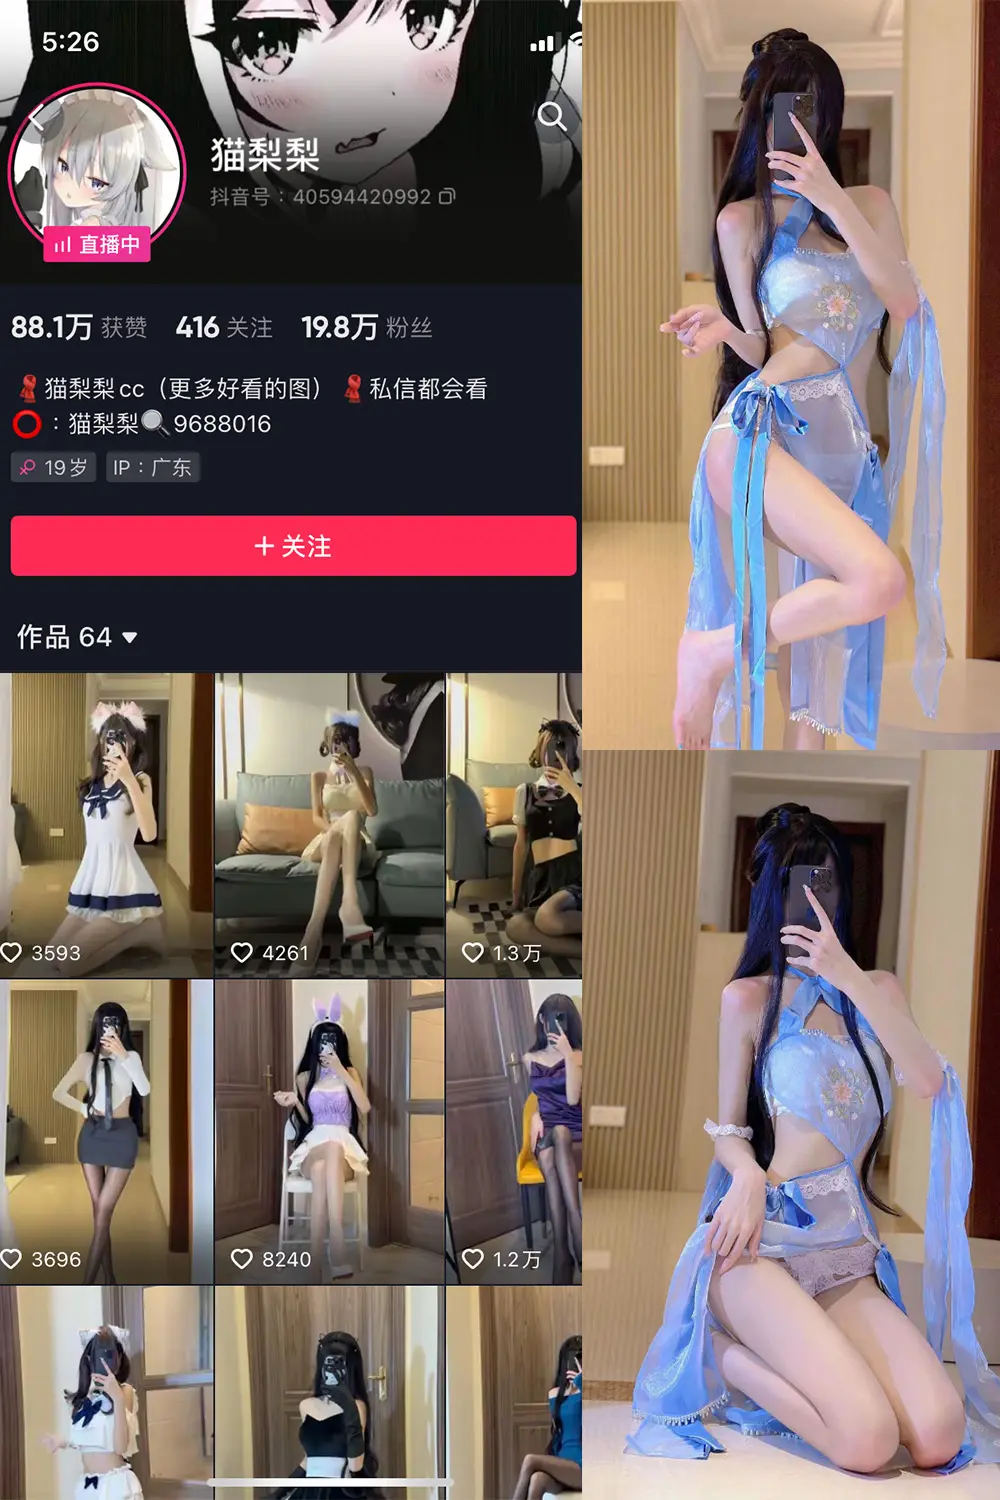 5:26
猫梨梨
抖音号：40594420992
直播中
88.1万 获赞 416 关注 19.8万 粉丝
猫梨梨cc（更多好看的图） 私信都会看
：猫梨梨🔍9688016
19岁 IP：广东
+ 关注
作品 64
3593 4261 1.3万
3696 8240 1.2万